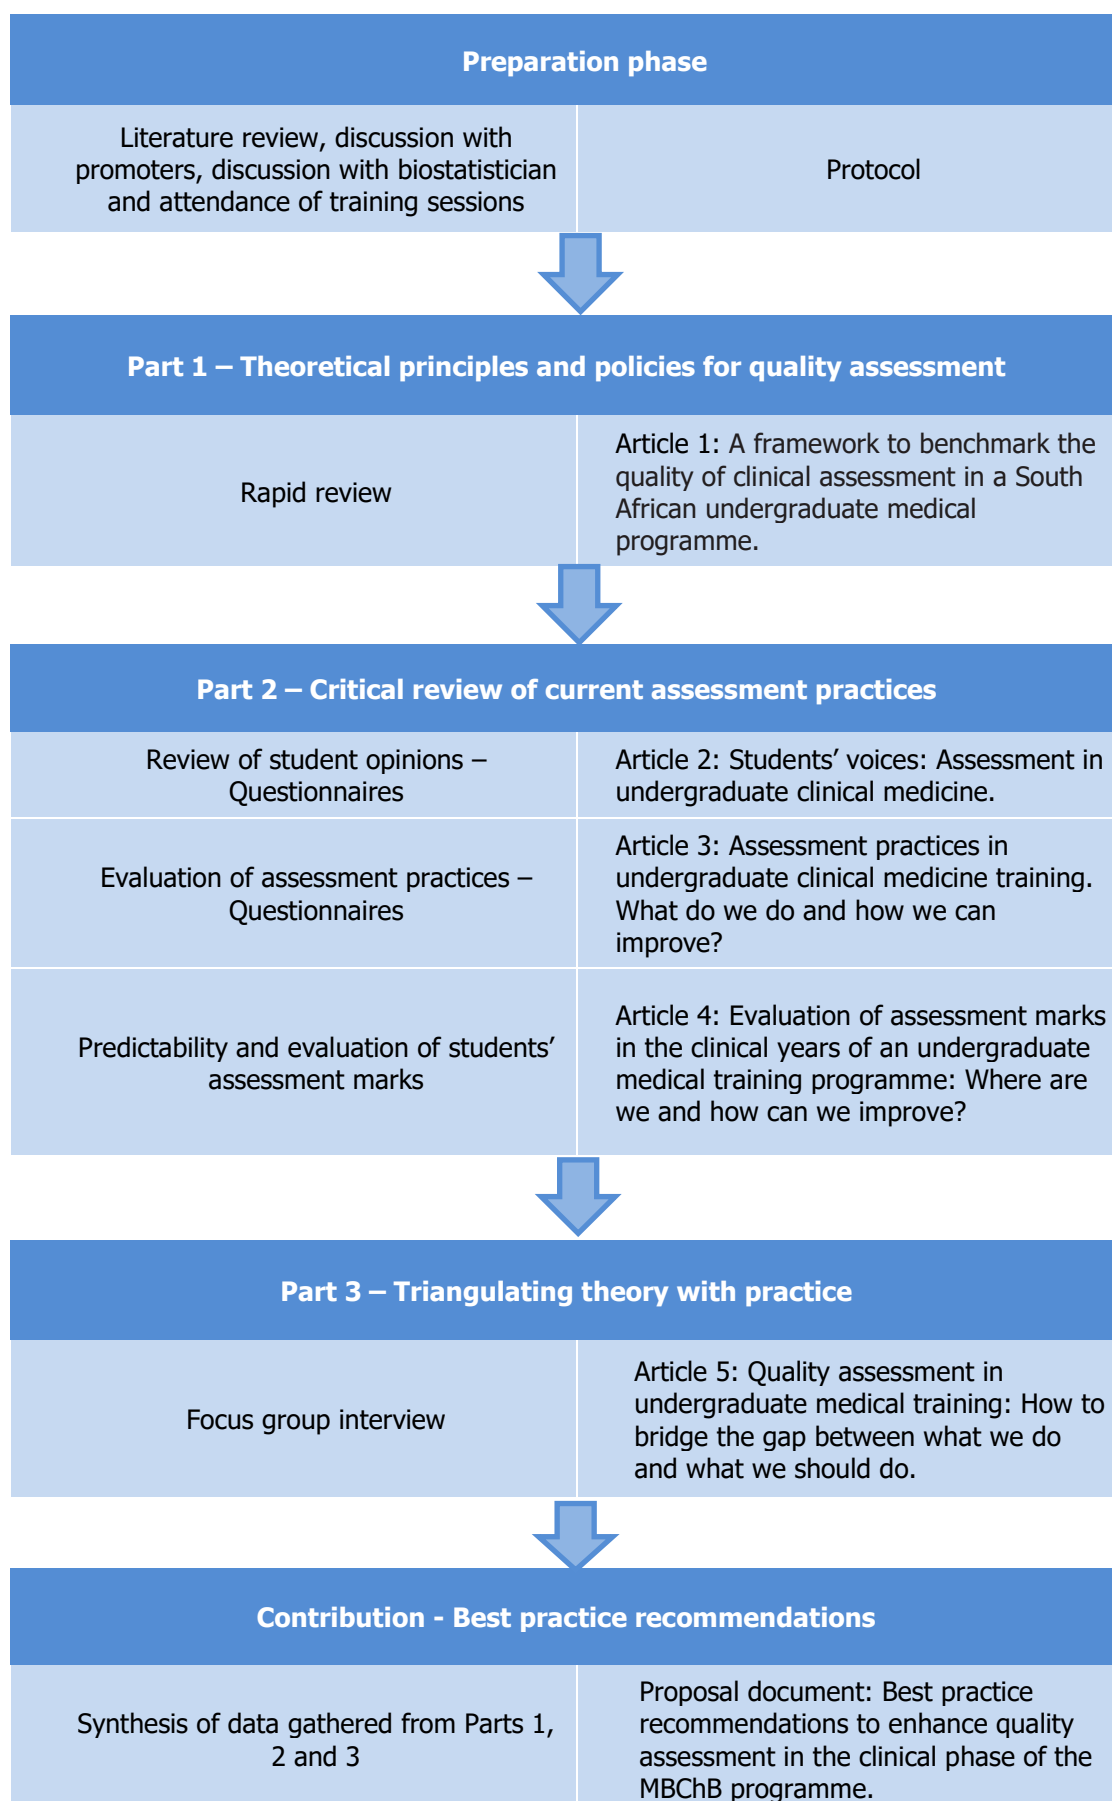 Preparation phase
Literature review, discussion with
promoters, discussion with biostatistician
and attendance of training sessions
Protocol
Part 1 – Theoretical principles and policies for quality assessment
Rapid review
Article 1: A framework to benchmark the
quality of clinical assessment in a South
African undergraduate medical
programme.
Part 2 – Critical review of current assessment practices
Review of student opinions –
Questionnaires
Article 2: Students’ voices: Assessment in
undergraduate clinical medicine.
Evaluation of assessment practices –
Questionnaires
Article 3: Assessment practices in
undergraduate clinical medicine training.
What do we do and how we can
improve?
Predictability and evaluation of students’
assessment marks
Article 4: Evaluation of assessment marks
in the clinical years of an undergraduate
medical training programme: Where are
we and how can we improve?
Part 3 – Triangulating theory with practice
Focus group interview
Article 5: Quality assessment in
undergraduate medical training: How to
bridge the gap between what we do
and what we should do.
Contribution - Best practice recommendations
Synthesis of data gathered from Parts 1,
2 and 3
Proposal document: Best practice
recommendations to enhance quality
assessment in the clinical phase of the
MBChB programme.